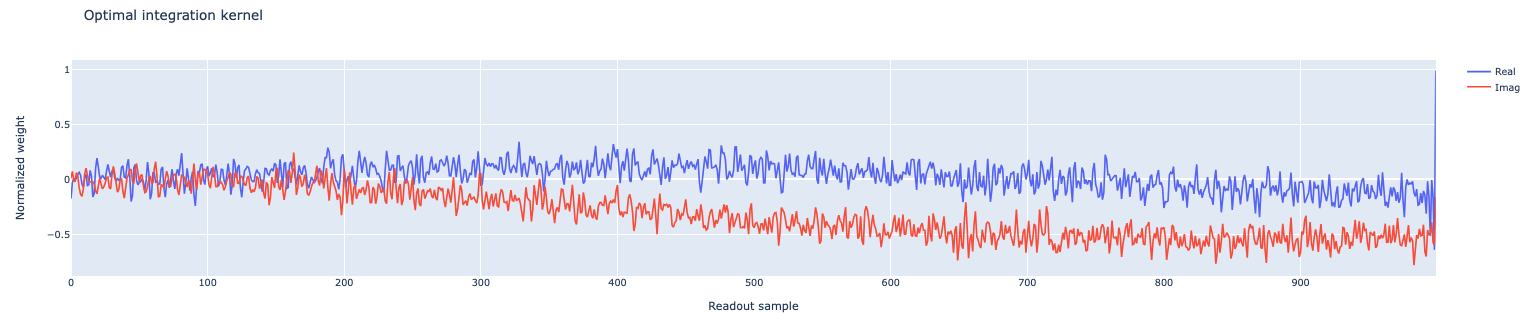 Optimal integration kernel
Normalized weight
1
0.5
0
−0.5
0
100
200
300
400
500
600
700
800
900
Readout sample
Real
Imag